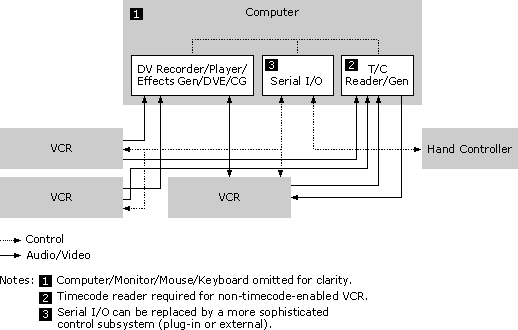 1 Computer
DV Recorder/Player/
Effects Gen/DVE/CG
3
Serial I/O
2 T/C
Reader/Gen
VCR
Hand Controller
VCR
VCR
Control
Audio/Video
Notes: 1 Computer/Monitor/Mouse/Keyboard omitted for clarity.
2 Timecode reader required for non-timecode-enabled VCR.
3 Serial I/O can be replaced by a more sophisticated
control subsystem (plug-in or external).